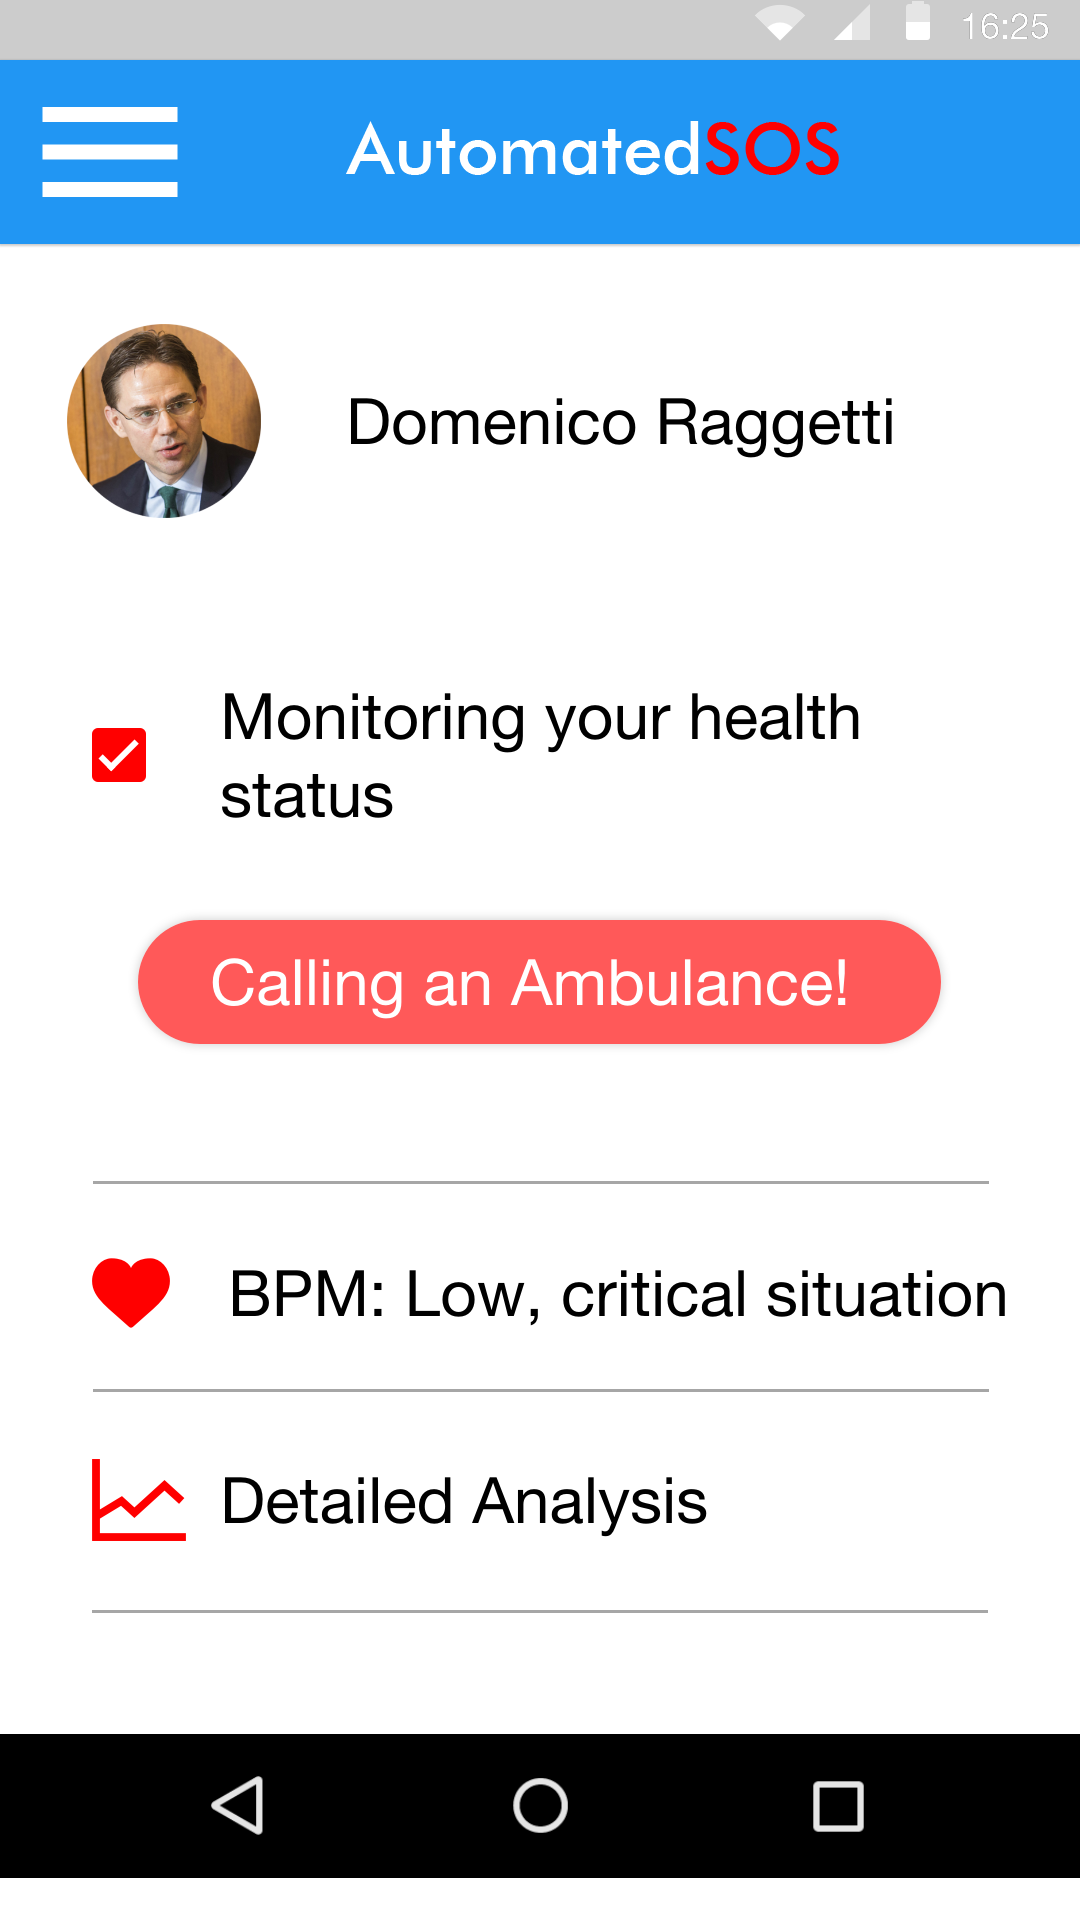 16:25
AutomatedSOS
Domenico Raggetti
Monitoring your health
status
Calling an Ambulance!
BPM: Low, critical situation
Detailed Analysis